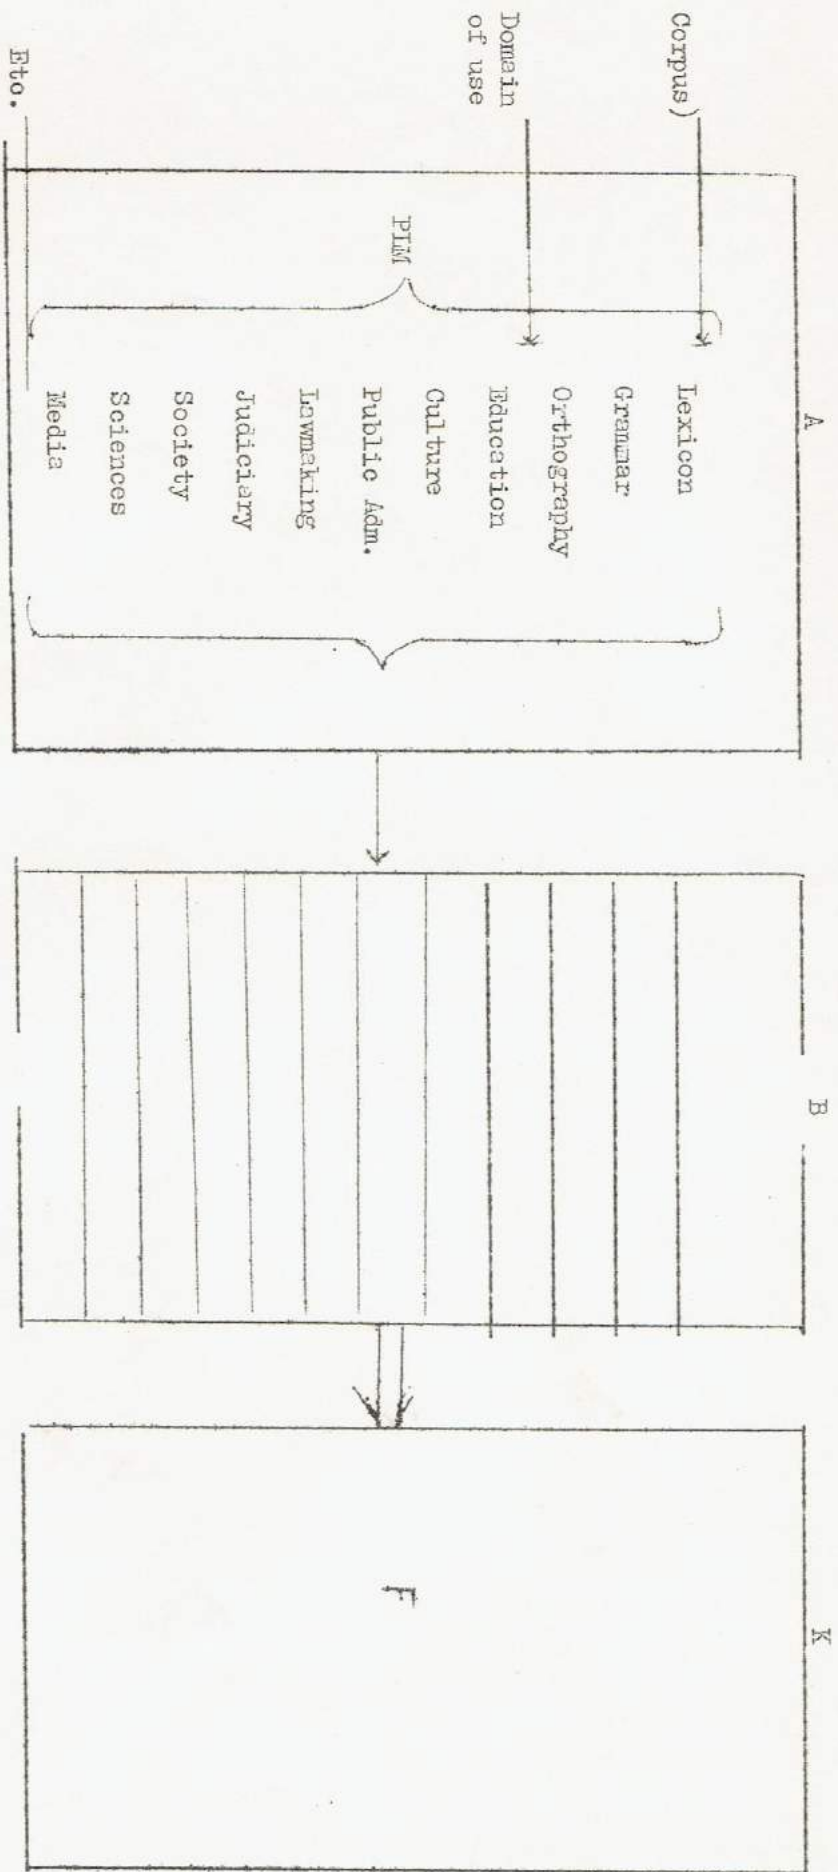 A
B
K
Corpus)
Lexicon
Grammar
Domain
of use
Orthography
Education
Culture
PLM
Public Adm.
Lawmaking
Judiciary
Society
Sciences
Media
Etc.
F